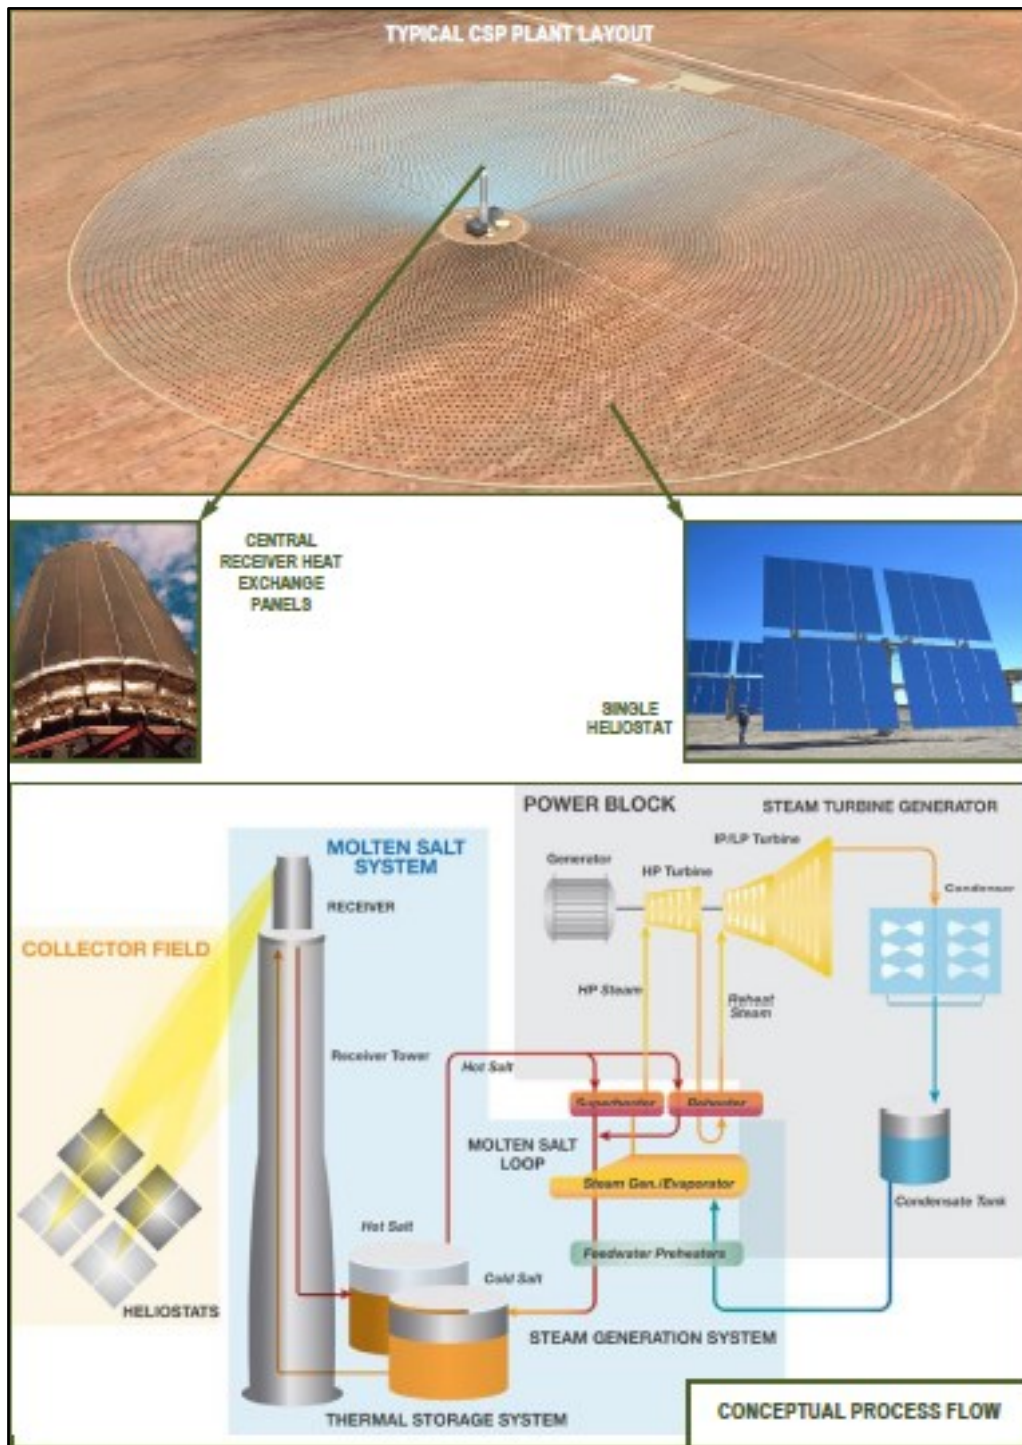 TYPICAL CSP PLANT LAYOUT
CENTRAL
RECEIVER HEAT
EXCHANGE
PANELS
SINGLE
HELIOSTAT
POWER BLOCK
STEAM TURBINE GENERATOR
IP/LP Turbine
Generator
HP Turbine
Condenser
MOLTEN SALT
SYSTEM
RECEIVER
COLLECTOR FIELD
HP Steam
Reheat
Steam
Receiver Tower
Hot Salt
Superheater
Reheater
MOLTEN SALT
LOOP
Steam Gen./Evaporator
Condensate Tank
Hot Salt
Feedwater Preheaters
Cold Salt
HELIOSTATS
STEAM GENERATION SYSTEM
THERMAL STORAGE SYSTEM
CONCEPTUAL PROCESS FLOW